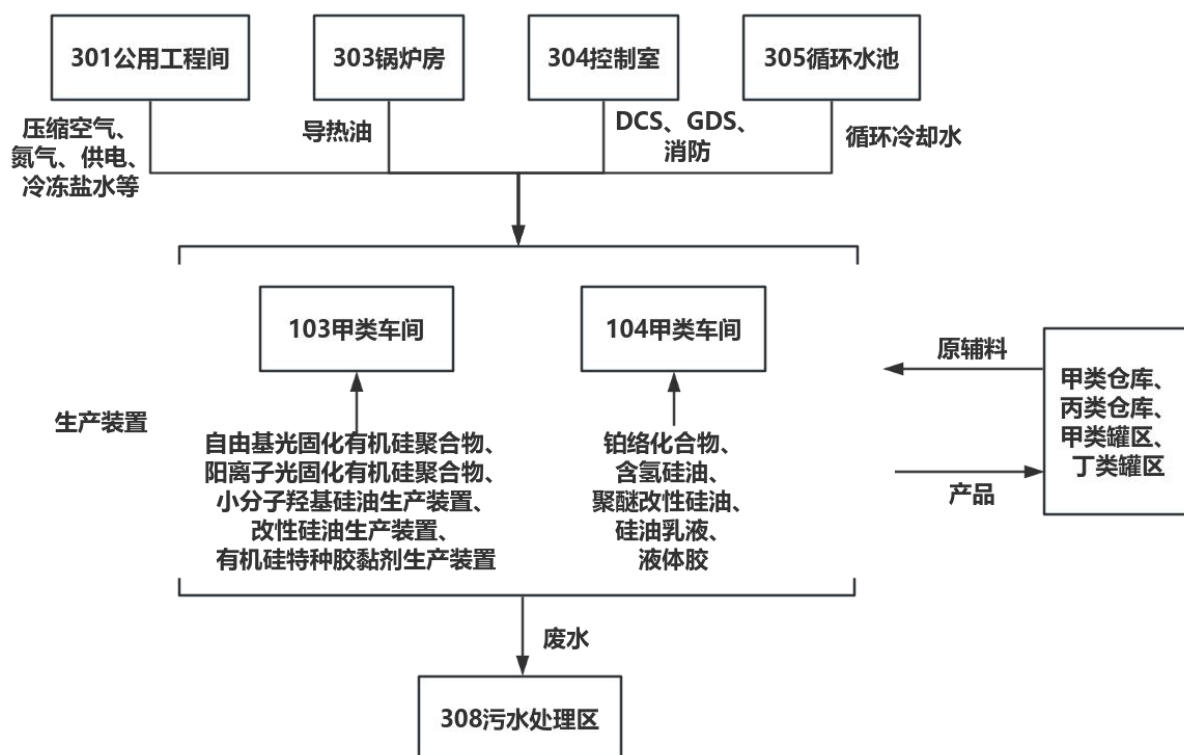 301公用工程间
303锅炉房
304控制室
305循环水池
压缩空气、
氮气、供电、
冷冻盐水等
导热油
DCS、GDS、
消防
循环冷却水
103甲类车间
104甲类车间
原辅料
甲类仓库、
丙类仓库、
甲类罐区、
丁类罐区
生产装置
自由基光固化有机硅聚合物、
阳离子光固化有机硅聚合物、
小分子羟基硅油生产装置、
改性硅油生产装置、
有机硅特种胶黏剂生产装置
铂络化合物、
含氢硅油、
聚醚改性硅油、
硅油乳液、
液体胶
产品
废水
308污水处理区